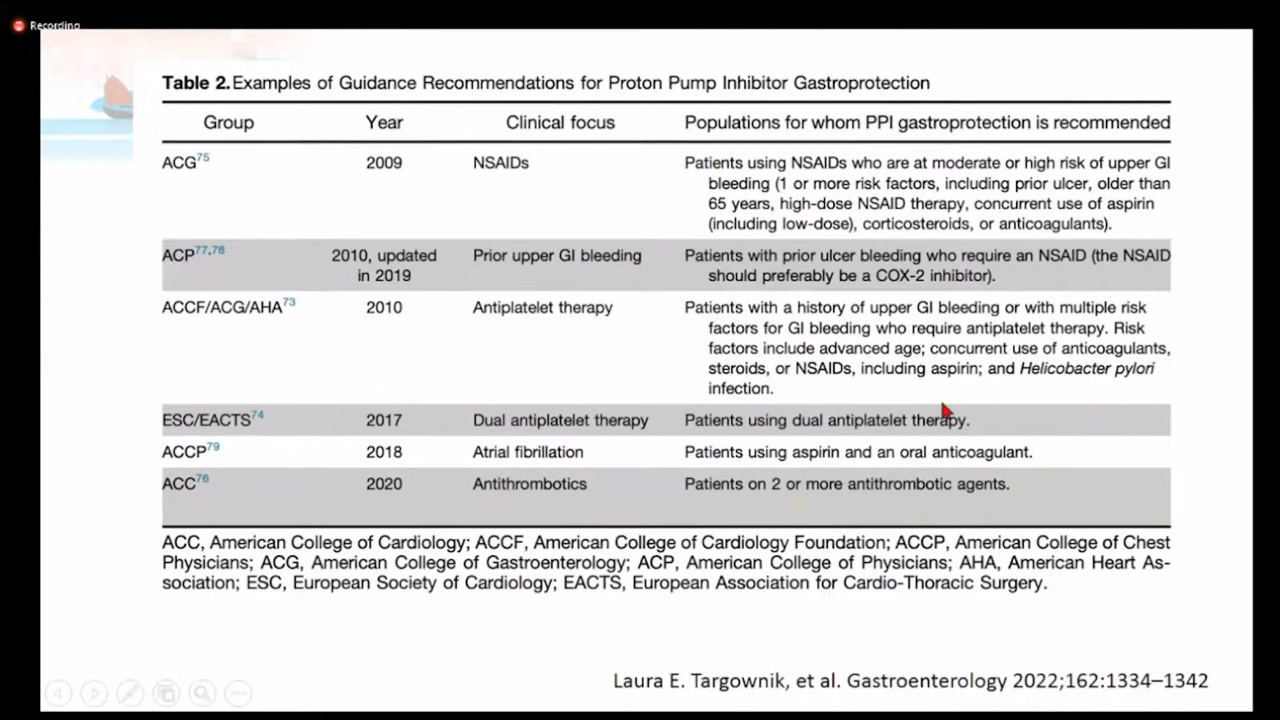 Recording
Table 2. Examples of Guidance Recommendations for Proton Pump Inhibitor Gastroprotection
Group Year Clinical focus Populations for whom PPI gastroprotection is recommended
ACG75 2009 NSAIDs Patients using NSAIDs who are at moderate or high risk of upper GI
bleeding (1 or more risk factors, including prior ulcer, older than
65 years, high-dose NSAID therapy, concurrent use of aspirin
(including low-dose), corticosteroids, or anticoagulants).
ACP77,78 2010, updated Prior upper GI bleeding Patients with prior ulcer bleeding who require an NSAID (the NSAID
in 2019 should preferably be a COX-2 inhibitor).
ACCF/ACG/AHA73 2010 Antiplatelet therapy Patients with a history of upper GI bleeding or with multiple risk
factors for GI bleeding who require antiplatelet therapy. Risk
factors include advanced age; concurrent use of anticoagulants,
steroids, or NSAIDs, including aspirin; and Helicobacter pylori
infection.
ESC/EACTS74 2017 Dual antiplatelet therapy Patients using dual antiplatelet therapy.
ACCP79 2018 Atrial fibrillation Patients using aspirin and an oral anticoagulant.
ACC76 2020 Antithrombotics Patients on 2 or more antithrombotic agents.
ACC, American College of Cardiology; ACCF, American College of Cardiology Foundation; ACCP, American College of Chest
Physicians; ACG, American College of Gastroenterology; ACP, American College of Physicians; AHA, American Heart As-
sociation; ESC, European Society of Cardiology; EACTS, European Association for Cardio-Thoracic Surgery.
Laura E. Targownik, et al. Gastroenterology 2022;162:1334–1342